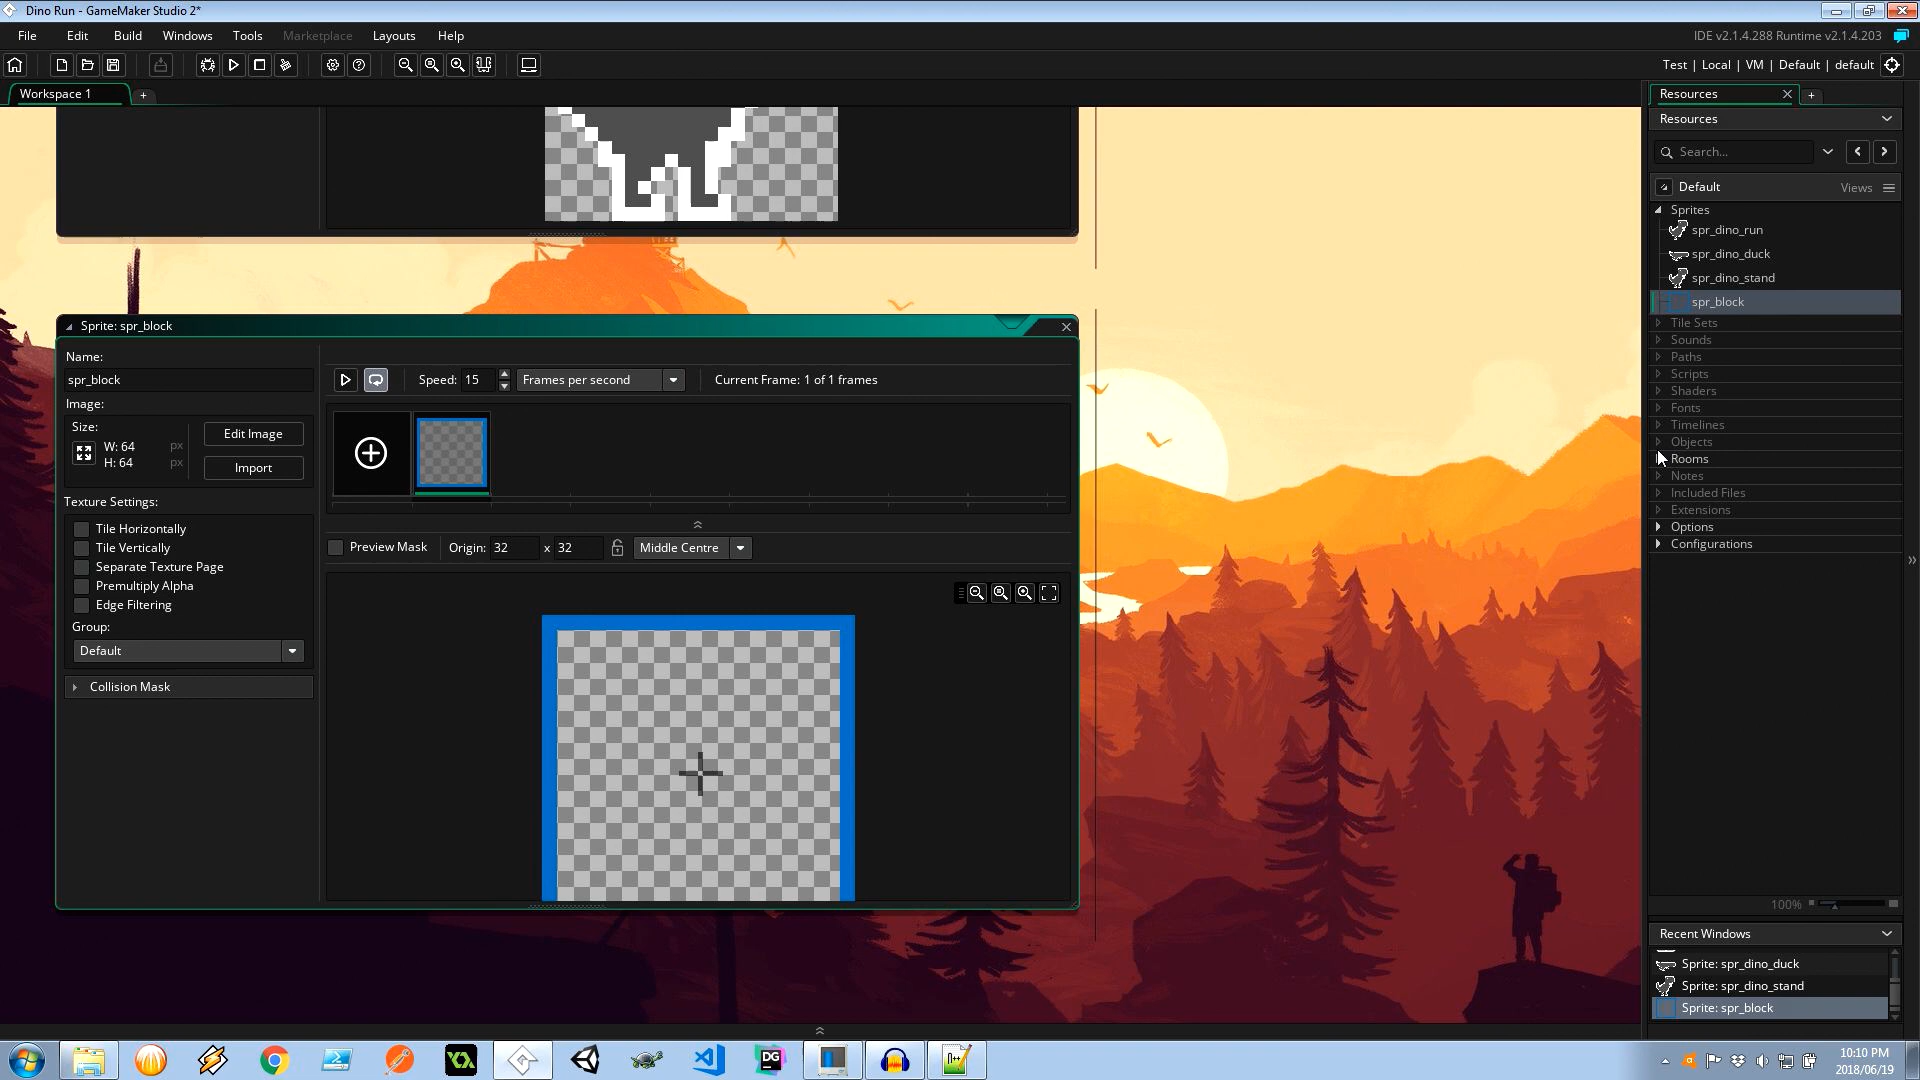 Dino Run - GameMaker Studio 2*
File Edit Build Windows Tools Marketplace Layouts Help
IDE v2.1.4.288 Runtime v2.1.4.203
Test | Local | VM | Default | default
Workspace 1
Sprite: spr_block
Name:
spr_block
Image:
Size:
W: 64 px
H: 64 px
Edit Image
Import
Texture Settings:
Tile Horizontally
Tile Vertically
Separate Texture Page
Premultiply Alpha
Edge Filtering
Group:
Default
Collision Mask
Speed: 15 Frames per second Current Frame: 1 of 1 frames
Preview Mask Origin: 32 x 32 Middle Centre
Resources
Resources
Search...
Default Views
Sprites
spr_dino_run
spr_dino_duck
spr_dino_stand
spr_block
Tile Sets
Sounds
Paths
Scripts
Shaders
Fonts
Timelines
Objects
Rooms
Notes
Included Files
Extensions
Options
Configurations
100%
Recent Windows
Sprite: spr_dino_duck
Sprite: spr_dino_stand
Sprite: spr_block
DG
10:10 PM
2018/06/19